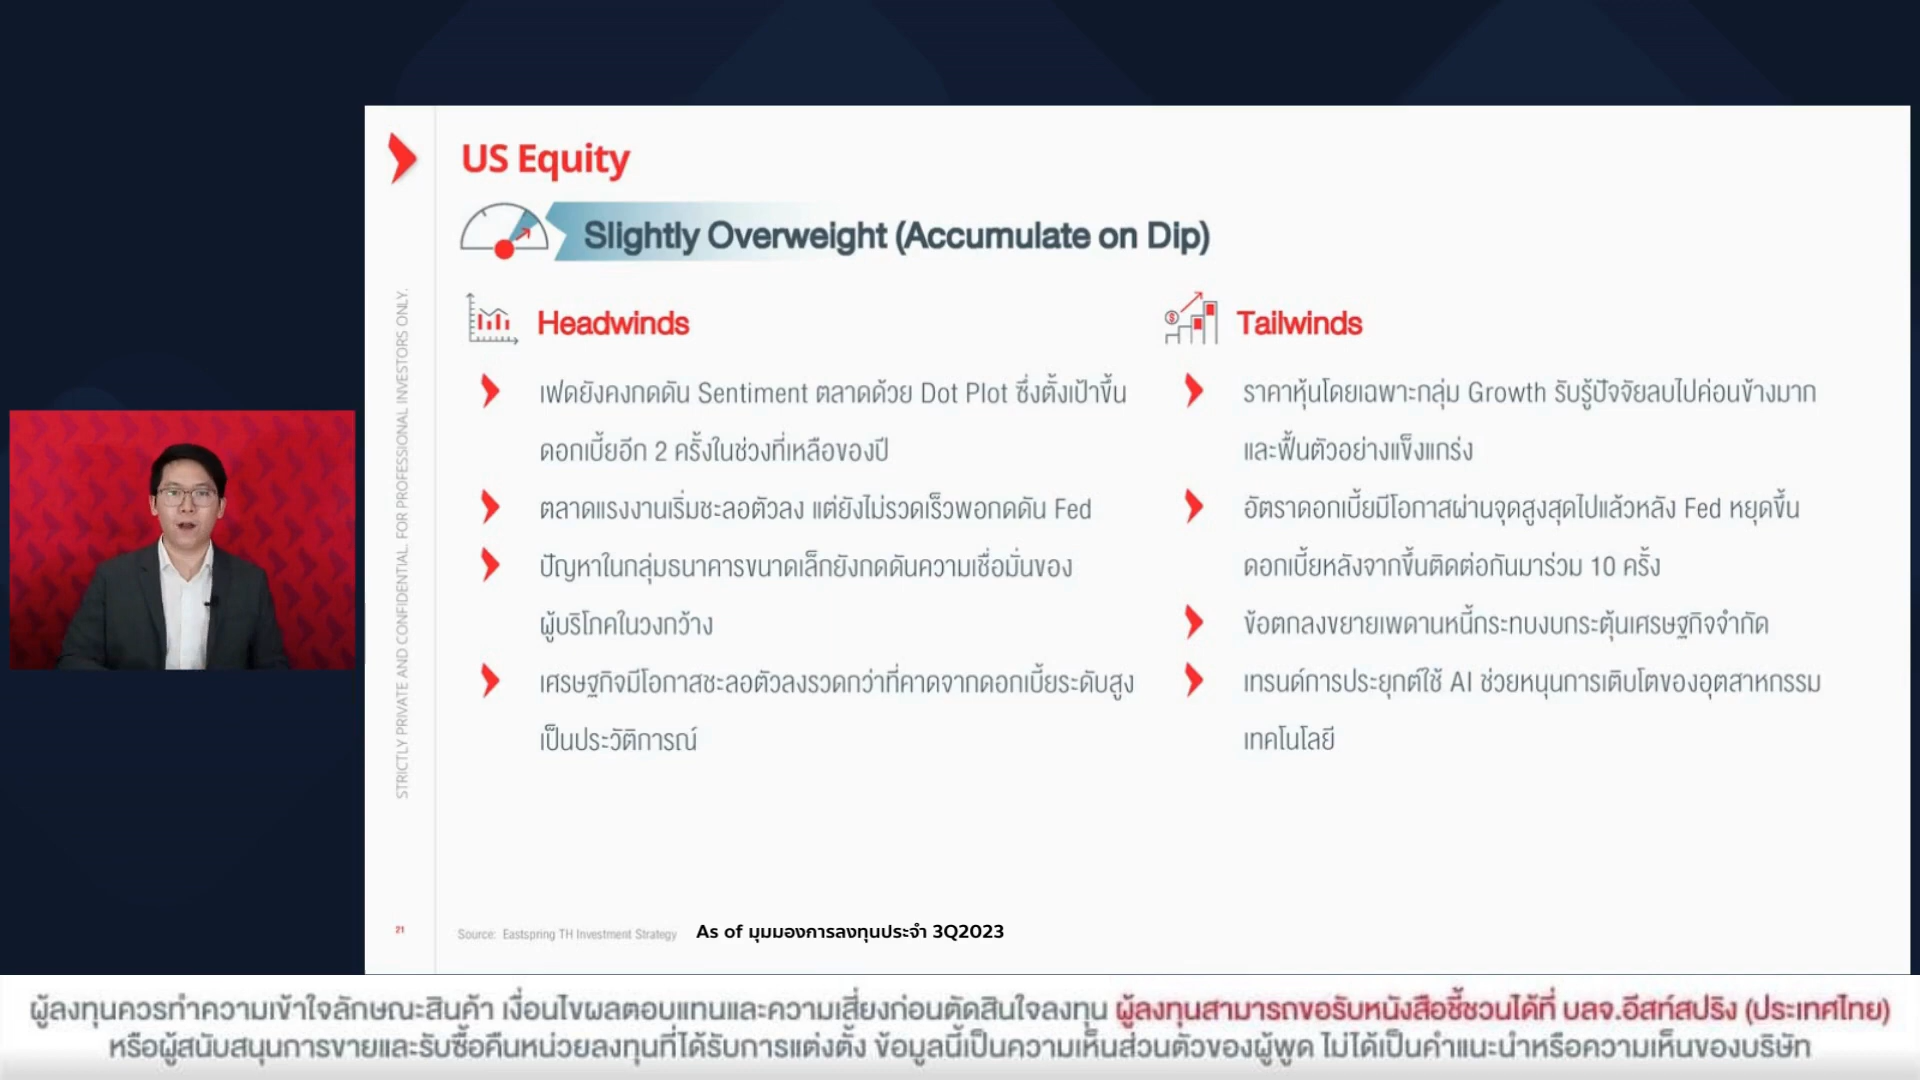 US Equity
Slightly Overweight (Accumulate on Dip)
Headwinds
เฟดยังคงกดดัน Sentiment ตลาดด้วย Dot Plot ซึ่งตั้งเป้าขึ้น
ดอกเบี้ยอีก 2 ครั้งในช่วงที่เหลือของปี
ตลาดแรงงานเริ่มชะลอตัวลง แต่ยังไม่รวดเร็วพอกดดัน Fed
ปัญหาในกลุ่มธนาคารขนาดเล็กยังกดดันความเชื่อมั่นของ
ผู้บริโภคในวงกว้าง
เศรษฐกิจมีโอกาสชะลอตัวลงรวดกว่าที่คาดจากดอกเบี้ยระดับสูง
เป็นประวัติการณ์
Tailwinds
ราคาหุ้นโดยเฉพาะกลุ่ม Growth รับรู้ปัจจัยลบไปค่อนข้างมาก
และฟื้นตัวอย่างแข็งแกร่ง
อัตราดอกเบี้ยมีโอกาสผ่านจุดสูงสุดไปแล้วหลัง Fed หยุดขึ้น
ดอกเบี้ยหลังจากขึ้นติดต่อกันมาร่วม 10 ครั้ง
ข้อตกลงขยายเพดานหนี้กระทบงบกระตุ้นเศรษฐกิจจำกัด
เทรนด์การประยุกต์ใช้ AI ช่วยหนุนการเติบโตของอุตสาหกรรม
เทคโนโลยี
STRICTLY PRIVATE AND CONFIDENTIAL. FOR PROFESSIONAL INVESTORS ONLY.
21
Source: Eastspring TH Investment Strategy
As of มุมมองการลงทุนประจำ 3Q2023
ผู้ลงทุนควรทำความเข้าใจลักษณะสินค้า เงื่อนไขผลตอบแทนและความเสี่ยงก่อนตัดสินใจลงทุน ผู้ลงทุนสามารถขอรับหนังสือชี้ชวนได้ที่ บลจ.อีสท์สปริง (ประเทศไทย)
หรือผู้สนับสนุนการขายและรับซื้อคืนหน่วยลงทุนที่ได้รับการแต่งตั้ง ข้อมูลนี้เป็นความเห็นส่วนตัวของผู้พูด ไม่ได้เป็นคำแนะนำหรือความเห็นของบริษัท